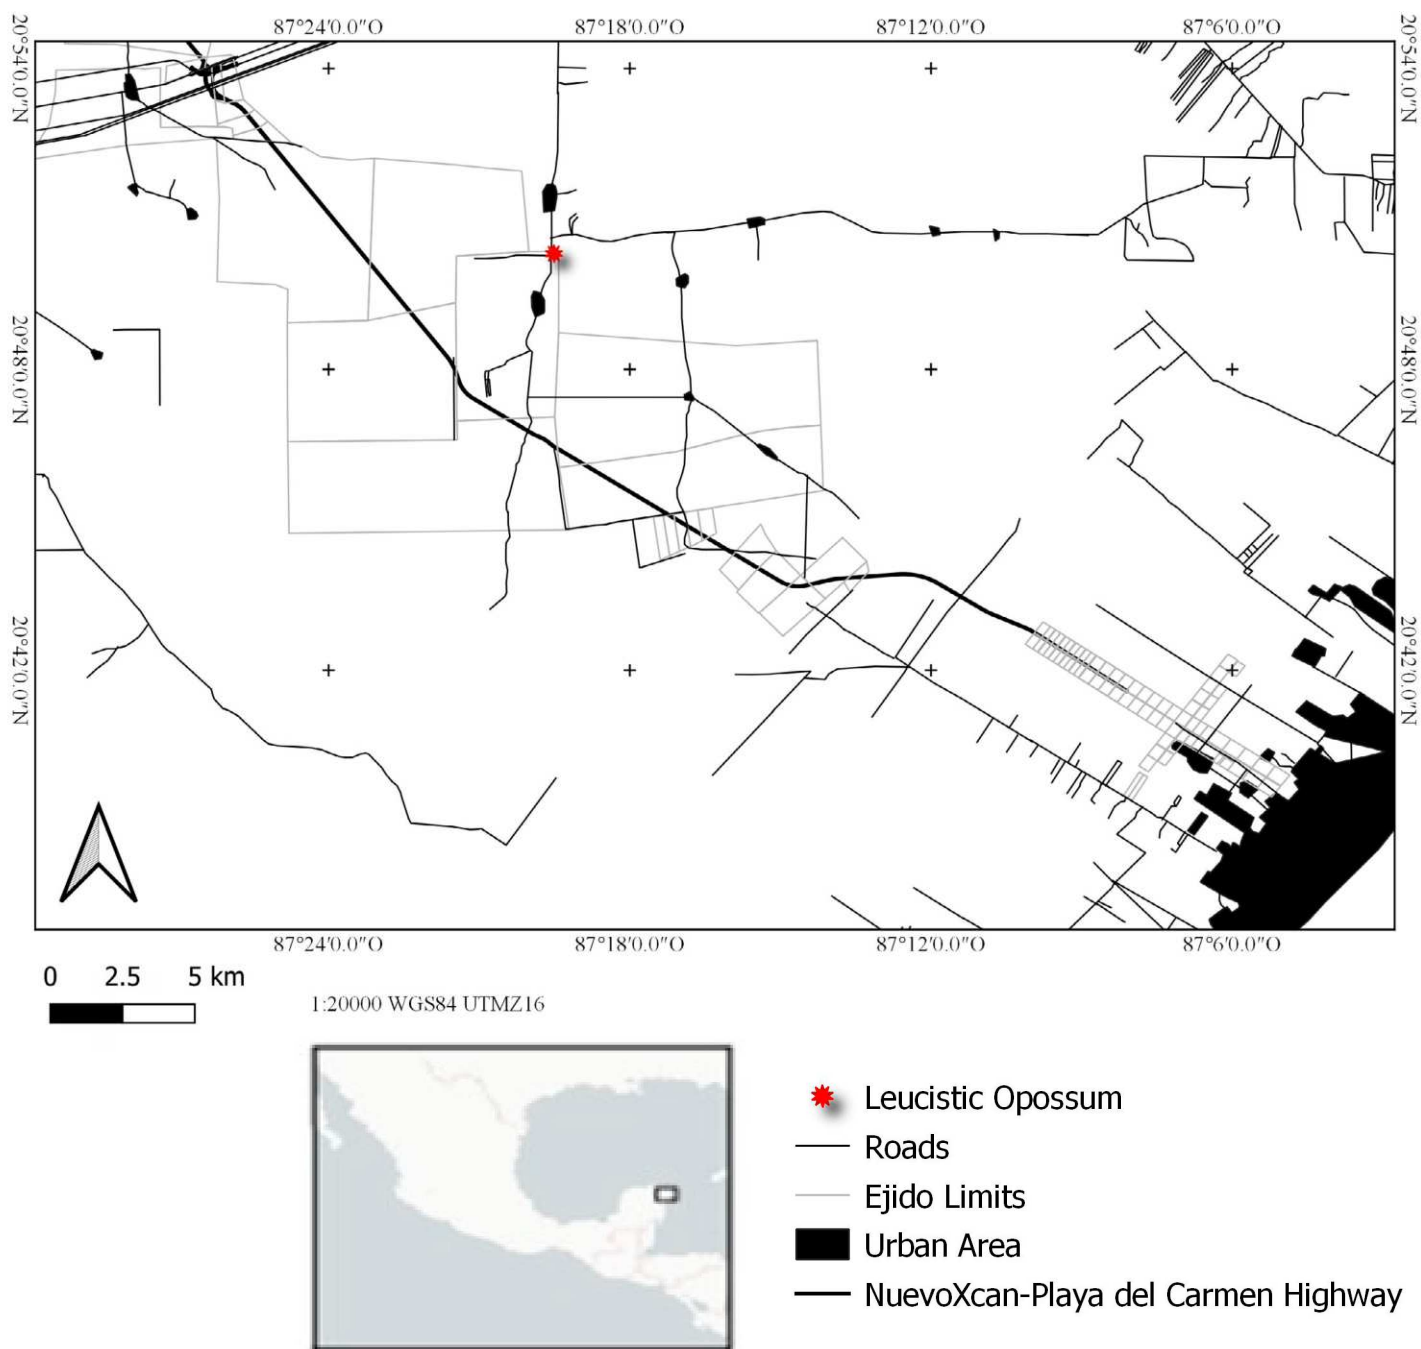 87°24'0.0"O 87°18'0.0"O 87°12'0.0"O 87°6'0.0"O
20°54'0.0"N 20°54'0.0"N
20°48'0.0"N 20°48'0.0"N
20°42'0.0"N 20°42'0.0"N
87°24'0.0"O 87°18'0.0"O 87°12'0.0"O 87°6'0.0"O
0 2.5 5 km
1:20000 WGS84 UTMZ16
Leucistic Opossum
Roads
Ejido Limits
Urban Area
NuevoXcan-Playa del Carmen Highway